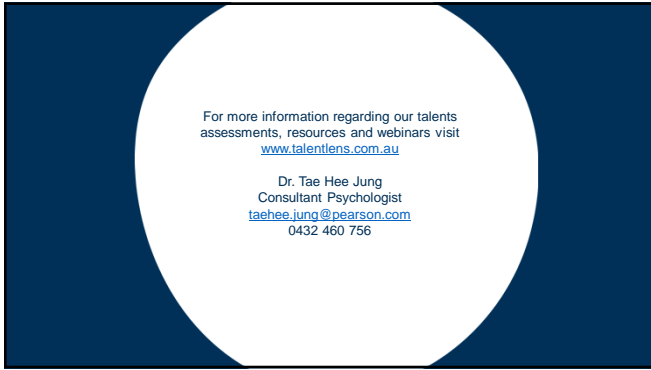 For more information regarding our talents
assessments, resources and webinars visit
www.talentlens.com.au
Dr. Tae Hee Jung
Consultant Psychologist
taehee.jung@pearson.com
0432 460 756